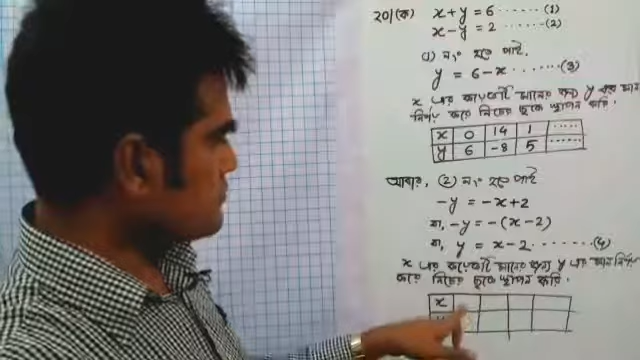 ২০।(ক) x + y = 6 ······ (1)
x - y = 2 ······ (2)
(1) নং হতে পাই
y = 6 - x ······· (3)
x এর কয়েকটি মানের জন্য y এর মান
নির্ণয় করে নিচের ছকে স্থাপন করি।
x 0 14 1 ·····
y 6 -8 5
আবার, (2) নং হতে পাই
-y = -x+2
বা, -y = -(x-2)
বা, y = x-2 ······· (4)
x এর কয়েকটি মানের জন্য y এর মান নির্ণয়
করে নিচের ছকে স্থাপন করি।
x